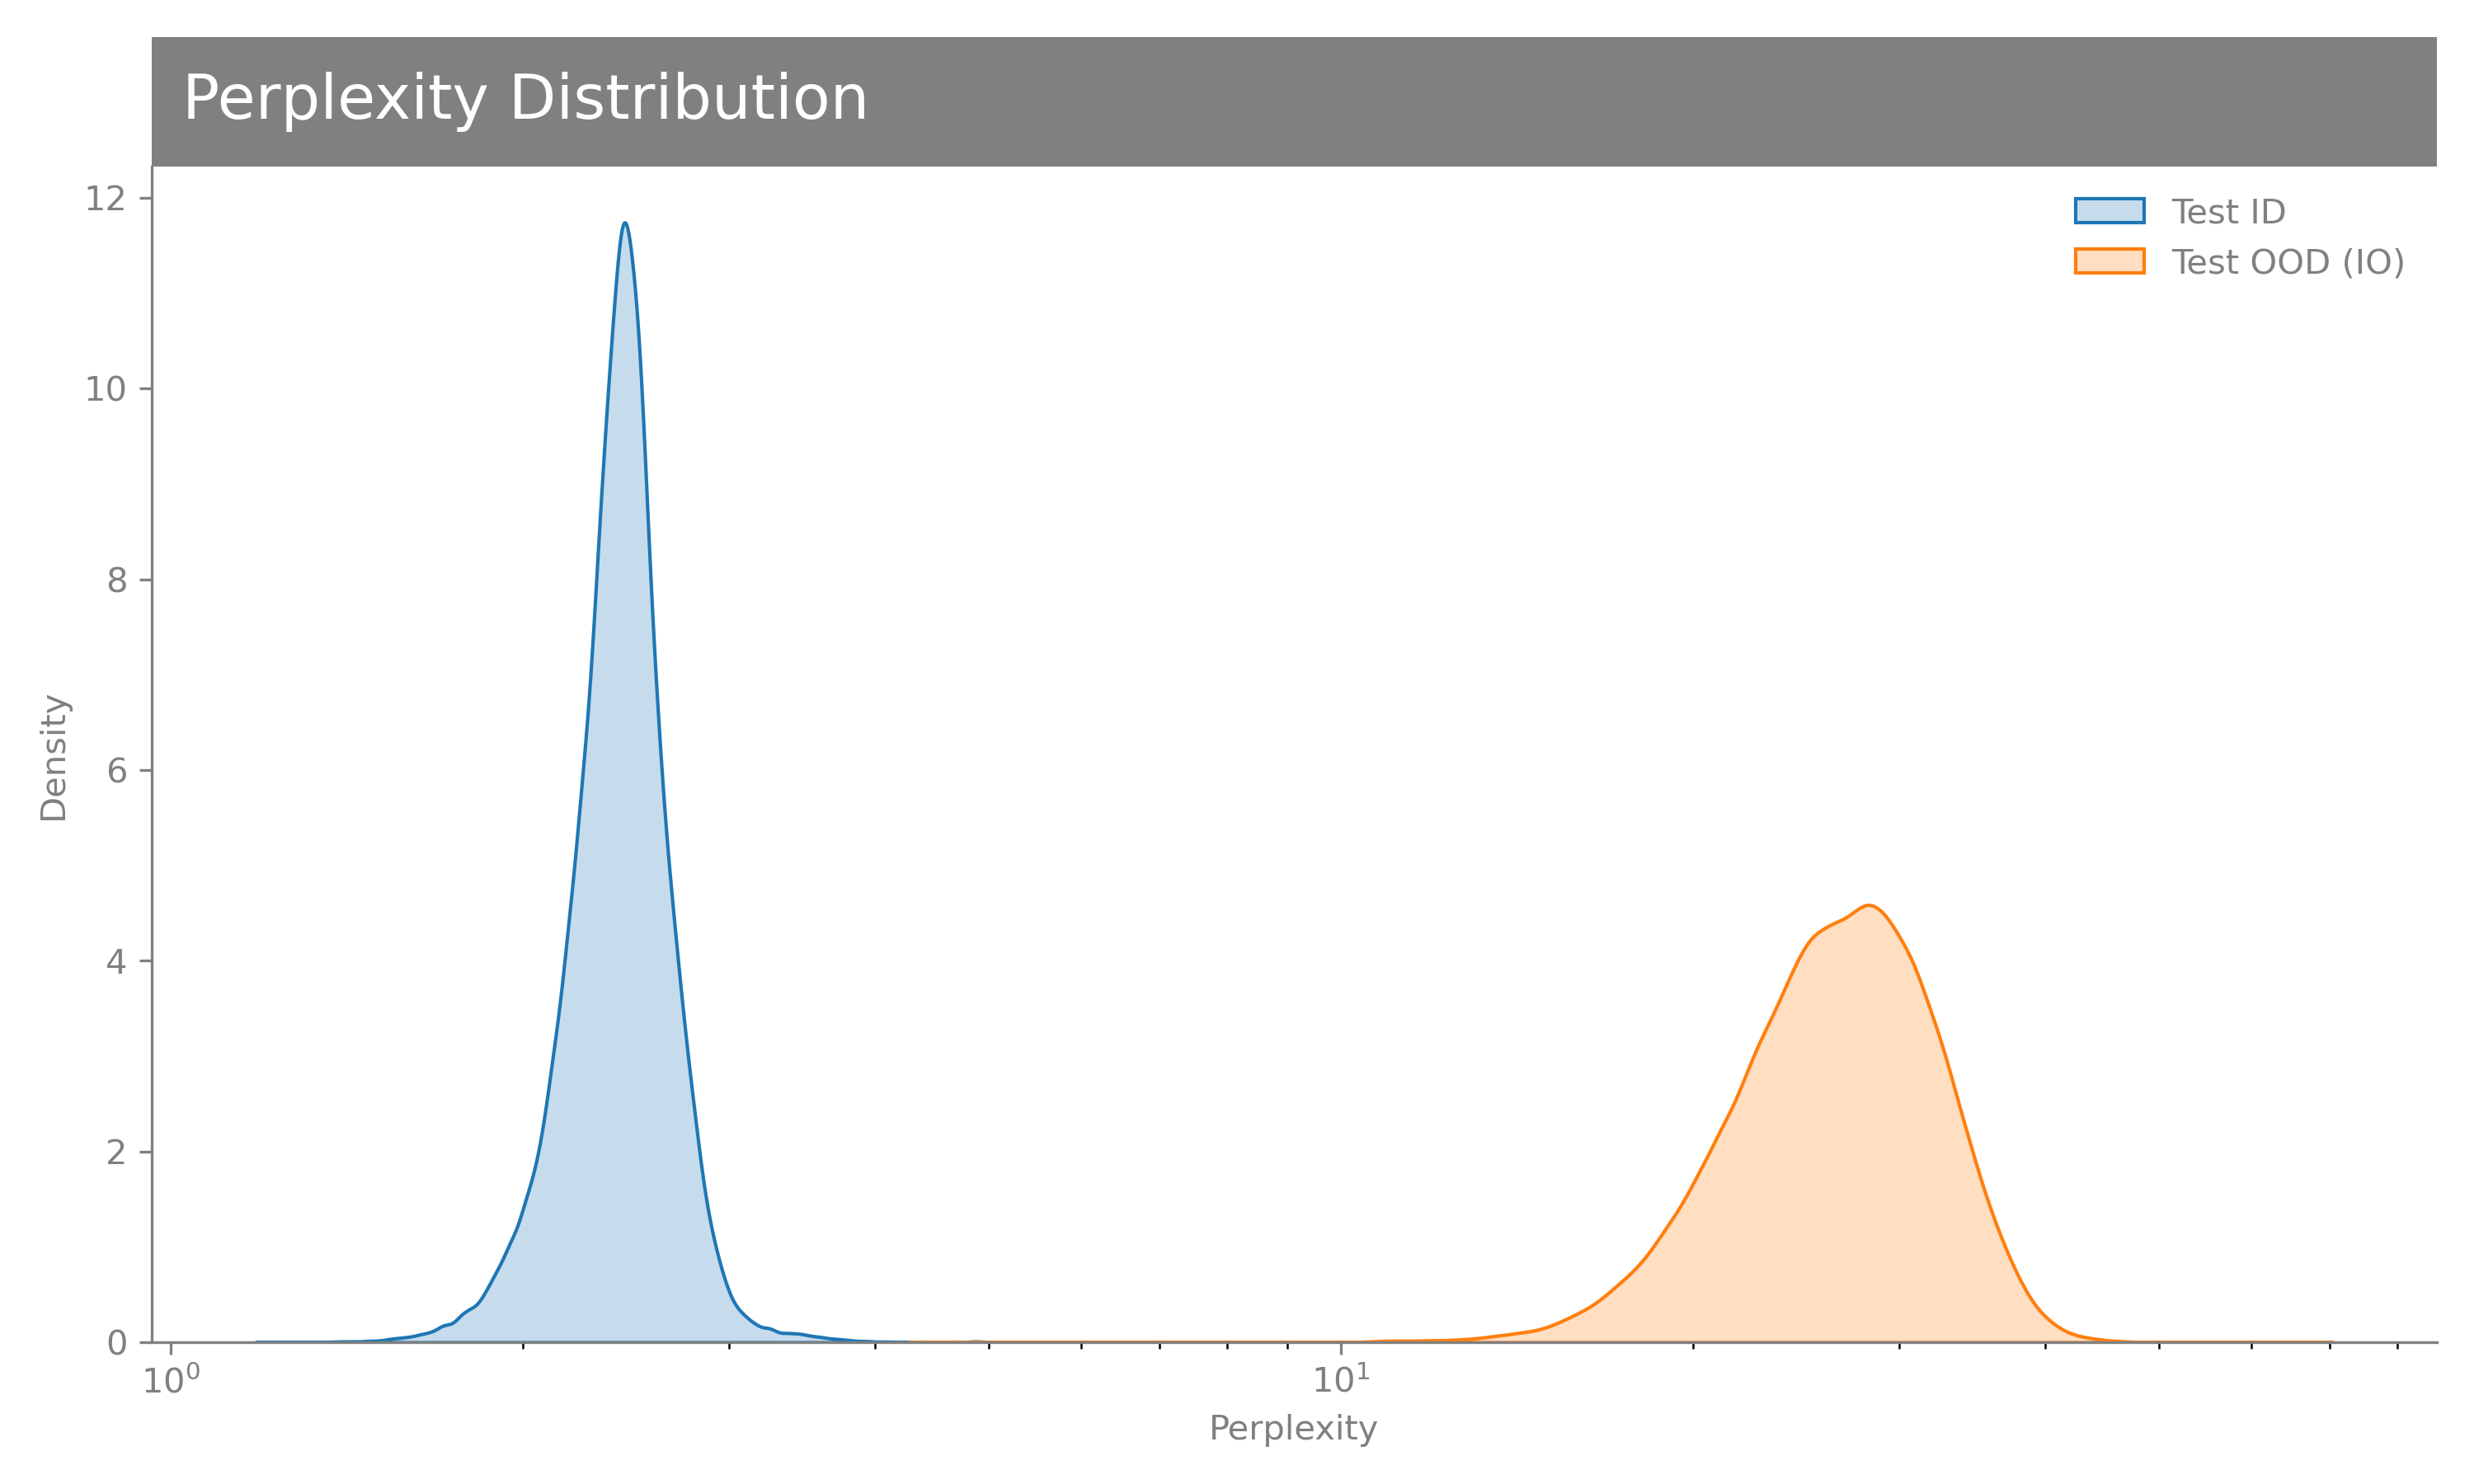 Perplexity Distribution
Test ID
Test OOD (IO)
12
10
8
6
4
2
0
Density
10⁰
10¹
Perplexity